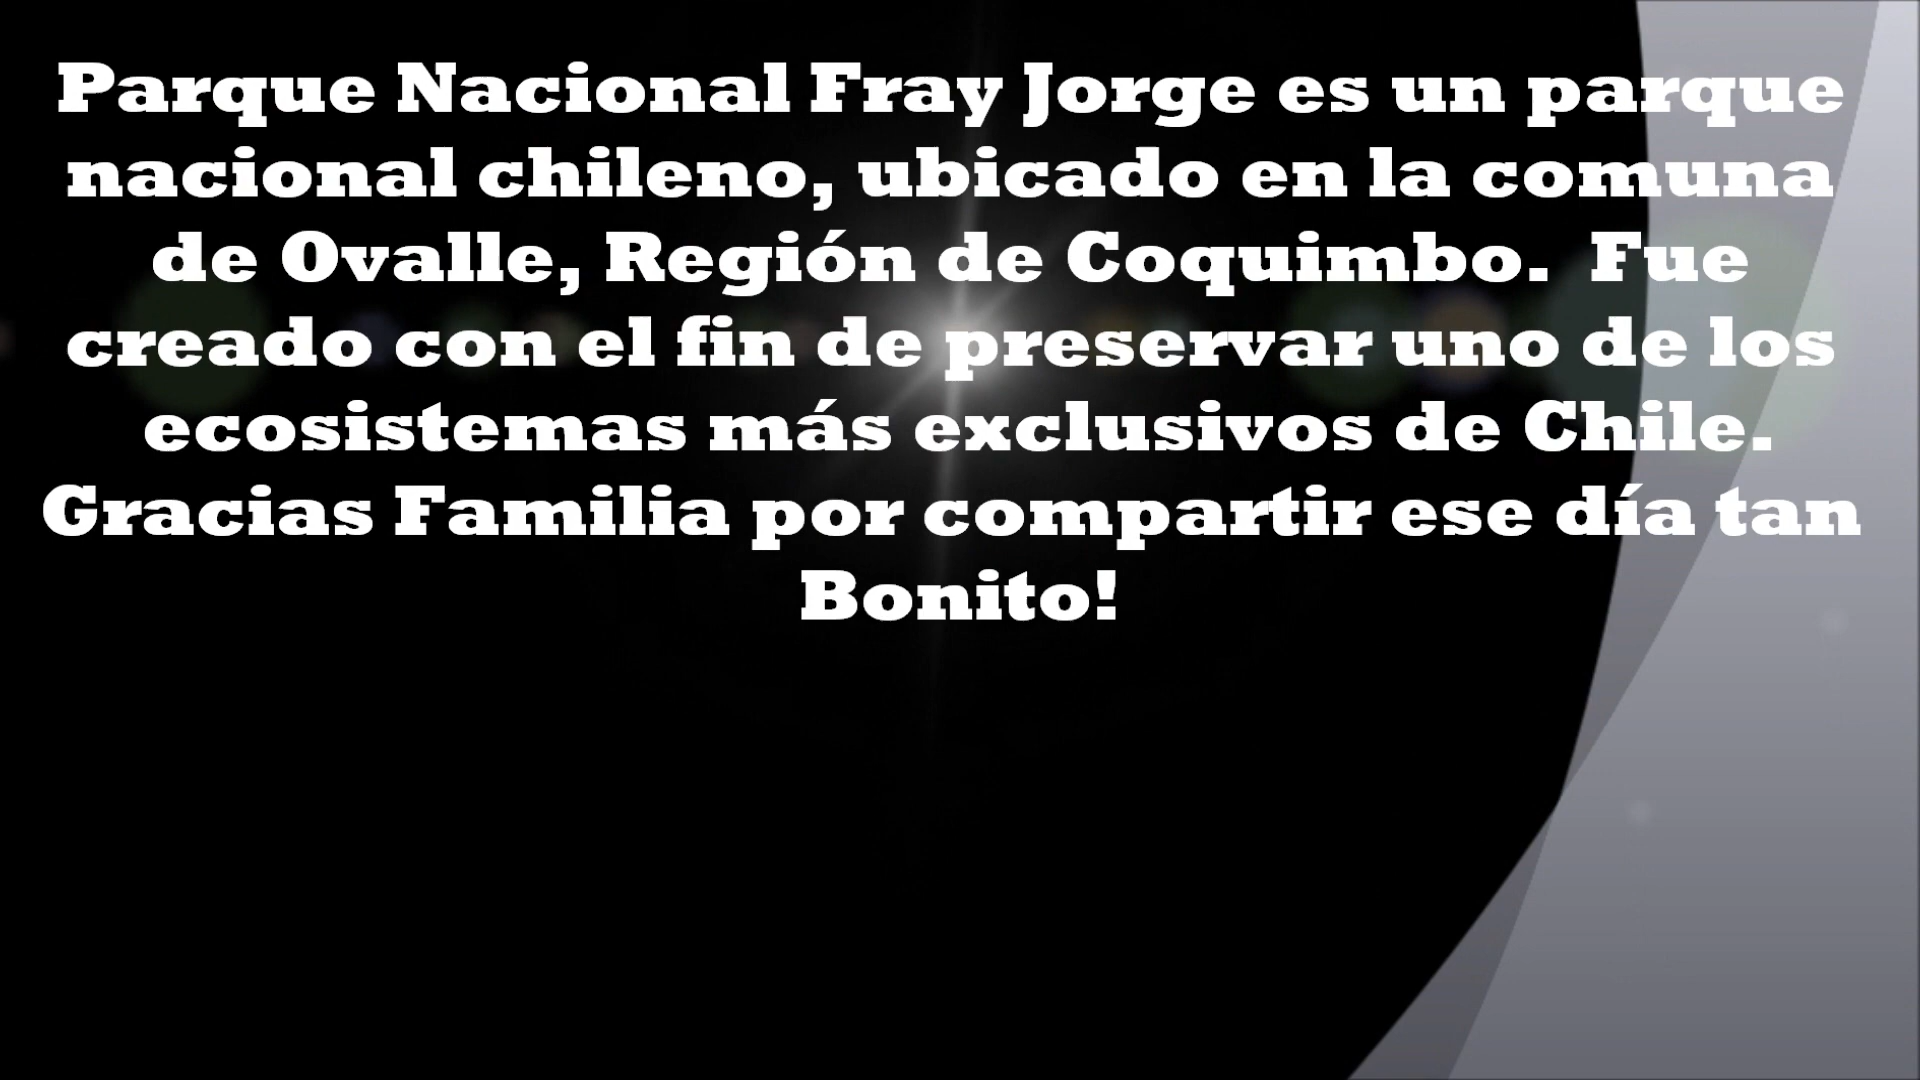 Parque Nacional Fray Jorge es un parque
nacional chileno, ubicado en la comuna
de Ovalle, Región de Coquimbo.  Fue
creado con el fin de preservar uno de los
ecosistemas más exclusivos de Chile.
Gracias Familia por compartir ese día tan
Bonito!